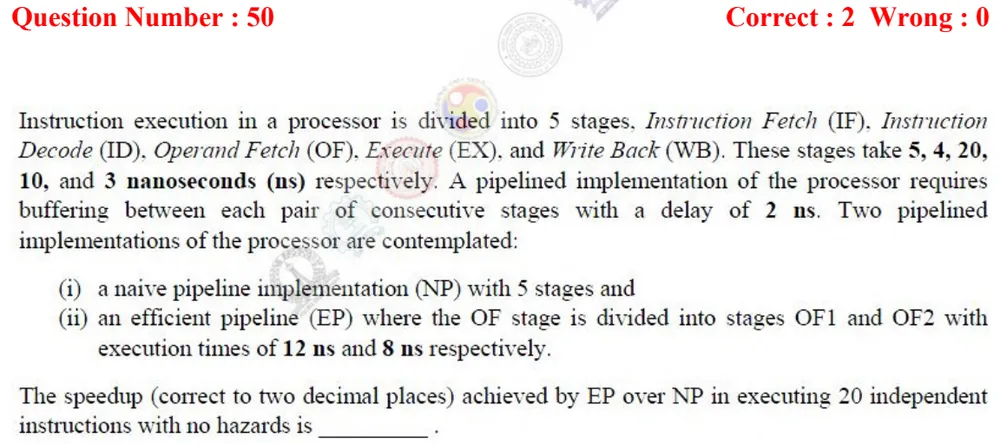 Question Number : 50 Correct : 2 Wrong : 0
Instruction execution in a processor is divided into 5 stages, Instruction Fetch (IF), Instruction
Decode (ID), Operand Fetch (OF), Execute (EX), and Write Back (WB). These stages take 5, 4, 20,
10, and 3 nanoseconds (ns) respectively. A pipelined implementation of the processor requires
buffering between each pair of consecutive stages with a delay of 2 ns. Two pipelined
implementations of the processor are contemplated:
(i) a naive pipeline implementation (NP) with 5 stages and
(ii) an efficient pipeline (EP) where the OF stage is divided into stages OF1 and OF2 with
execution times of 12 ns and 8 ns respectively.
The speedup (correct to two decimal places) achieved by EP over NP in executing 20 independent
instructions with no hazards is __________ .